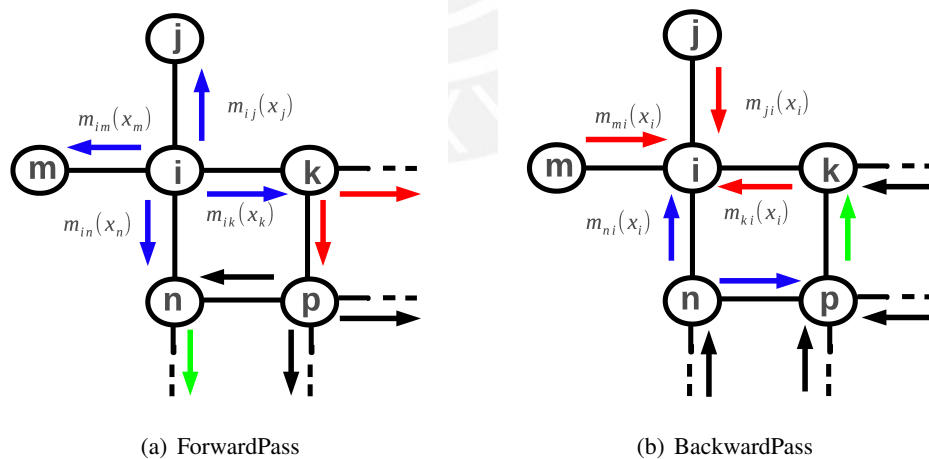 j
j
m_{im}(x_m)
m_{ij}(x_j)
m_{mi}(x_i)
m_{ji}(x_i)
m
i
k
m
i
k
m_{in}(x_n)
m_{ik}(x_k)
m_{ni}(x_i)
m_{ki}(x_i)
n
p
n
p
(a) ForwardPass
(b) BackwardPass